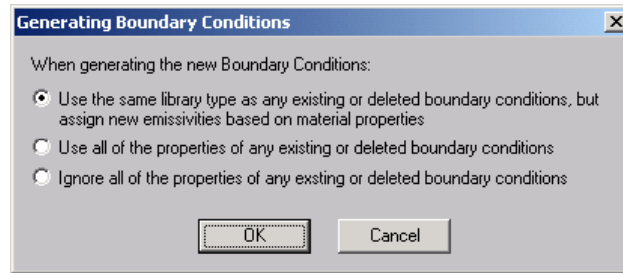 Generating Boundary Conditions
When generating the new Boundary Conditions:
Use the same library type as any existing or deleted boundary conditions, but
assign new emissivities based on material properties
Use all of the properties of any existing or deleted boundary conditions
Ignore all of the properties of any exsting or deleted boundary conditions
OK
Cancel